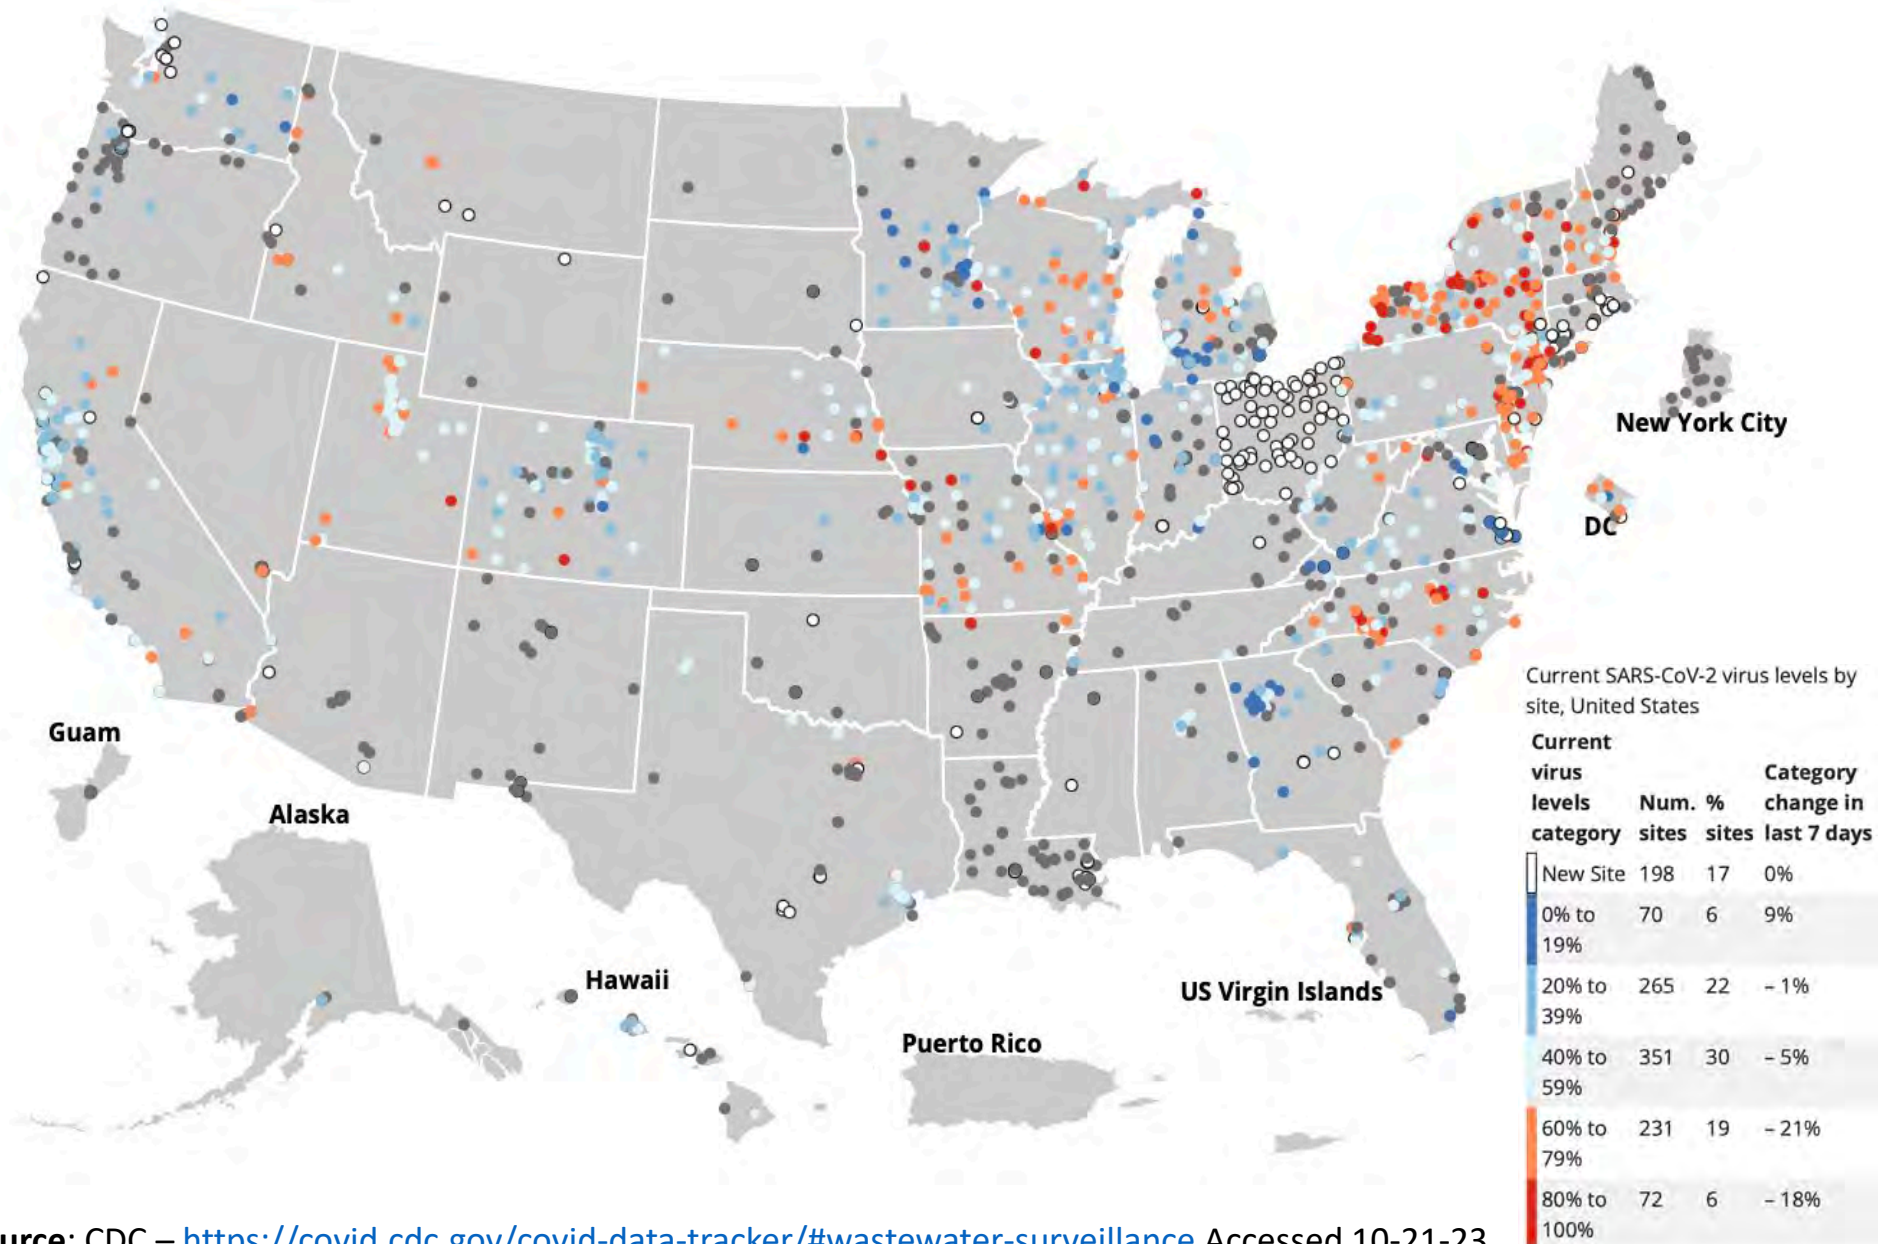 New York City
DC
Current SARS-CoV-2 virus levels by
site, United States
Current
virus
levels
category
Num.
sites
%
sites
Category
change in
last 7 days
New Site 198 17 0%
0% to
19%
70 6 9%
20% to
39%
265 22 – 1%
40% to
59%
351 30 – 5%
60% to
79%
231 19 – 21%
80% to
100%
72 6 – 18%
Guam
Alaska
Hawaii
US Virgin Islands
Puerto Rico
urce: CDC – https://covid.cdc.gov/covid-data-tracker/#wastewater-surveillance Accessed 10-21-23